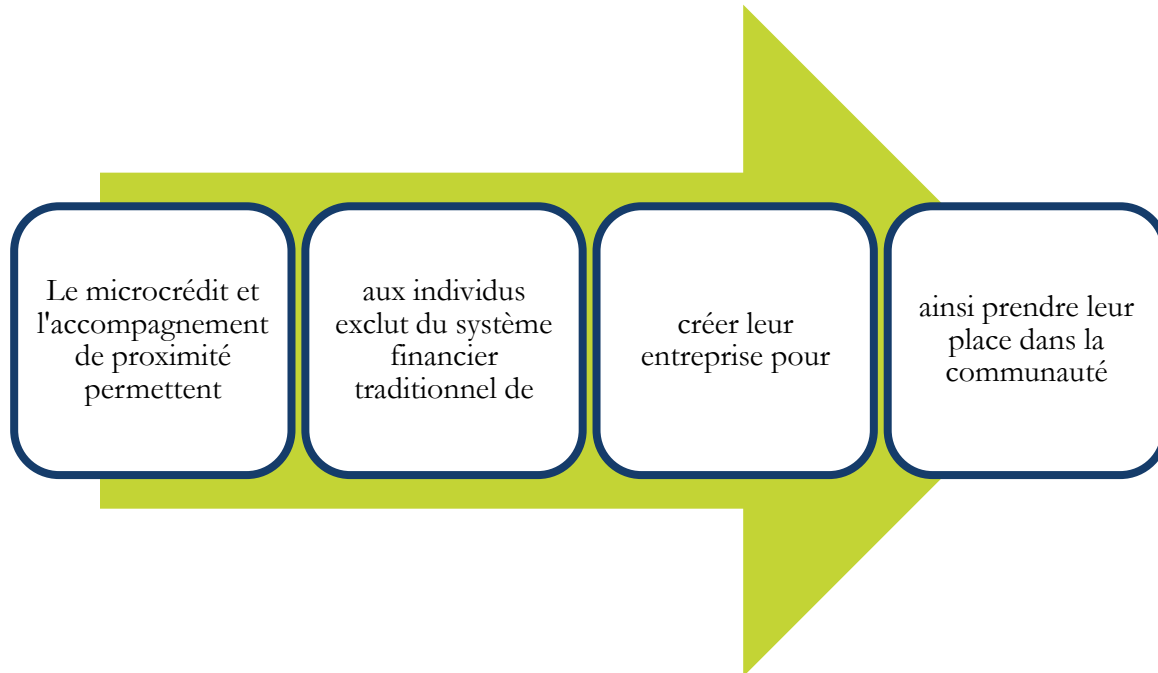 Le microcrédit et
l'accompagnement
de proximité
permettent
aux individus
exclut du système
financier
traditionnel de
créer leur
entreprise pour
ainsi prendre leur
place dans la
communauté